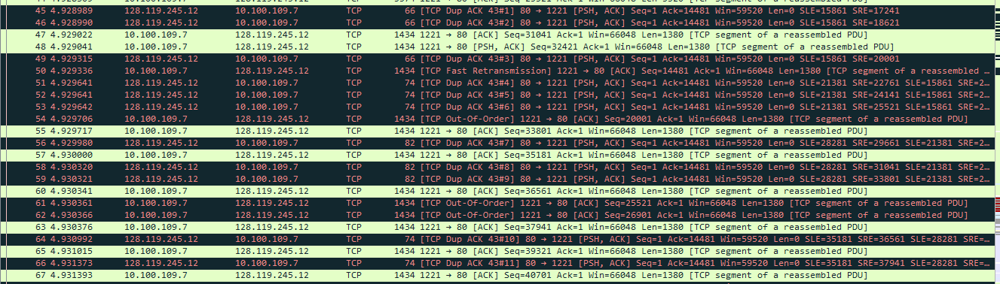 45 4.928989 128.119.245.12 10.100.109.7 TCP 66 [TCP Dup ACK 43#1] 80 → 1221 [PSH, ACK] Seq=1 Ack=14481 Win=59520 Len=0 SLE=15861 SRE=17241
46 4.928990 128.119.245.12 10.100.109.7 TCP 66 [TCP Dup ACK 43#2] 80 → 1221 [PSH, ACK] Seq=1 Ack=14481 Win=59520 Len=0 SLE=15861 SRE=18621
47 4.929022 10.100.109.7 128.119.245.12 TCP 1434 1221 → 80 [ACK] Seq=31041 Ack=1 Win=66048 Len=1380 [TCP segment of a reassembled PDU]
48 4.929041 10.100.109.7 128.119.245.12 TCP 1434 1221 → 80 [PSH, ACK] Seq=32421 Ack=1 Win=66048 Len=1380 [TCP segment of a reassembled PDU]
49 4.929315 128.119.245.12 10.100.109.7 TCP 66 [TCP Dup ACK 43#3] 80 → 1221 [PSH, ACK] Seq=1 Ack=14481 Win=59520 Len=0 SLE=15861 SRE=20001
50 4.929336 10.100.109.7 128.119.245.12 TCP 1434 [TCP Fast Retransmission] 1221 → 80 [ACK] Seq=14481 Ack=1 Win=66048 Len=1380 [TCP segment of a reassembled …
51 4.929641 128.119.245.12 10.100.109.7 TCP 74 [TCP Dup ACK 43#4] 80 → 1221 [PSH, ACK] Seq=1 Ack=14481 Win=59520 Len=0 SLE=21381 SRE=22761 SLE=15861 SRE=2…
52 4.929641 128.119.245.12 10.100.109.7 TCP 74 [TCP Dup ACK 43#5] 80 → 1221 [PSH, ACK] Seq=1 Ack=14481 Win=59520 Len=0 SLE=21381 SRE=24141 SLE=15861 SRE=2…
53 4.929642 128.119.245.12 10.100.109.7 TCP 74 [TCP Dup ACK 43#6] 80 → 1221 [PSH, ACK] Seq=1 Ack=14481 Win=59520 Len=0 SLE=21381 SRE=25521 SLE=15861 SRE=2…
54 4.929706 10.100.109.7 128.119.245.12 TCP 1434 [TCP Out-Of-Order] 1221 → 80 [ACK] Seq=20001 Ack=1 Win=66048 Len=1380 [TCP segment of a reassembled PDU]
55 4.929717 10.100.109.7 128.119.245.12 TCP 1434 1221 → 80 [ACK] Seq=33801 Ack=1 Win=66048 Len=1380 [TCP segment of a reassembled PDU]
56 4.929980 128.119.245.12 10.100.109.7 TCP 82 [TCP Dup ACK 43#7] 80 → 1221 [PSH, ACK] Seq=1 Ack=14481 Win=59520 Len=0 SLE=28281 SRE=29661 SLE=21381 SRE=2…
57 4.930000 10.100.109.7 128.119.245.12 TCP 1434 1221 → 80 [ACK] Seq=35181 Ack=1 Win=66048 Len=1380 [TCP segment of a reassembled PDU]
58 4.930320 128.119.245.12 10.100.109.7 TCP 82 [TCP Dup ACK 43#8] 80 → 1221 [PSH, ACK] Seq=1 Ack=14481 Win=59520 Len=0 SLE=28281 SRE=31041 SLE=21381 SRE=2…
59 4.930321 128.119.245.12 10.100.109.7 TCP 82 [TCP Dup ACK 43#9] 80 → 1221 [PSH, ACK] Seq=1 Ack=14481 Win=59520 Len=0 SLE=28281 SRE=33801 SLE=21381 SRE=2…
60 4.930341 10.100.109.7 128.119.245.12 TCP 1434 1221 → 80 [ACK] Seq=36561 Ack=1 Win=66048 Len=1380 [TCP segment of a reassembled PDU]
61 4.930361 10.100.109.7 128.119.245.12 TCP 1434 [TCP Out-Of-Order] 1221 → 80 [ACK] Seq=25521 Ack=1 Win=66048 Len=1380 [TCP segment of a reassembled PDU]
62 4.930366 10.100.109.7 128.119.245.12 TCP 1434 [TCP Out-Of-Order] 1221 → 80 [ACK] Seq=26901 Ack=1 Win=66048 Len=1380 [TCP segment of a reassembled PDU]
63 4.930376 10.100.109.7 128.119.245.12 TCP 1434 1221 → 80 [ACK] Seq=37941 Ack=1 Win=66048 Len=1380 [TCP segment of a reassembled PDU]
64 4.930992 128.119.245.12 10.100.109.7 TCP 74 [TCP Dup ACK 43#10] 80 → 1221 [PSH, ACK] Seq=1 Ack=14481 Win=59520 Len=0 SLE=35181 SRE=36561 SLE=28281 SRE=…
65 4.931015 10.100.109.7 128.119.245.12 TCP 1434 1221 → 80 [ACK] Seq=39321 Ack=1 Win=66048 Len=1380 [TCP segment of a reassembled PDU]
66 4.931373 128.119.245.12 10.100.109.7 TCP 74 [TCP Dup ACK 43#11] 80 → 1221 [PSH, ACK] Seq=1 Ack=14481 Win=59520 Len=0 SLE=35181 SRE=37941 SLE=28281 SRE=…
67 4.931393 10.100.109.7 128.119.245.12 TCP 1434 1221 → 80 [ACK] Seq=40701 Ack=1 Win=66048 Len=1380 [TCP segment of a reassembled PDU]